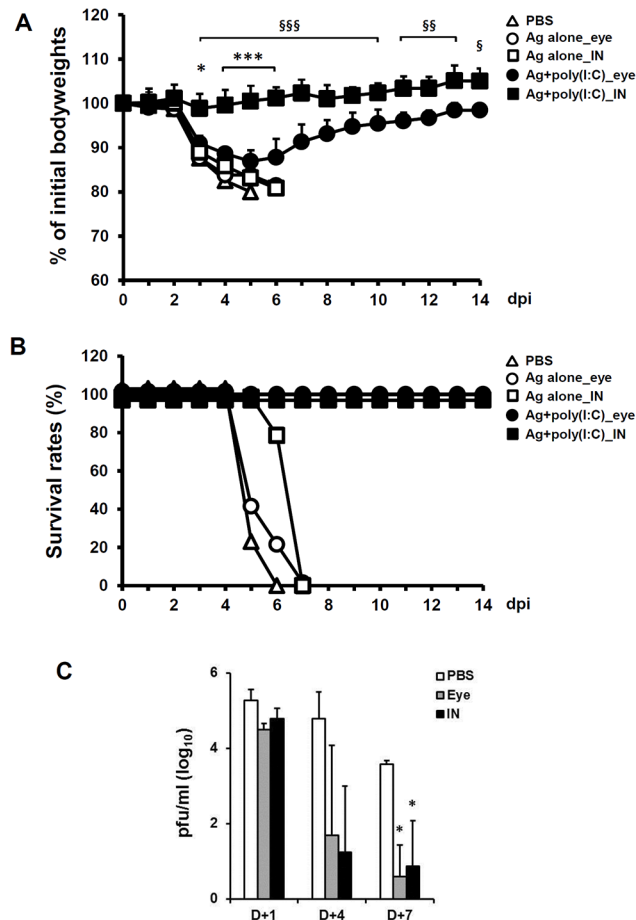 A
§§§
§§
§
*
***
PBS
Ag alone_eye
Ag alone_IN
Ag+poly(I:C)_eye
Ag+poly(I:C)_IN
% of initial bodyweights
120
110
100
90
80
70
60
0 2 4 6 8 10 12 14 dpi
B
PBS
Ag alone_eye
Ag alone_IN
Ag+poly(I:C)_eye
Ag+poly(I:C)_IN
Survival rates (%)
120
100
80
60
40
20
0
0 2 4 6 8 10 12 14 dpi
C
PBS
Eye
IN
pfu/ml (log10)
6
4
2
0
* *
D+1 D+4 D+7